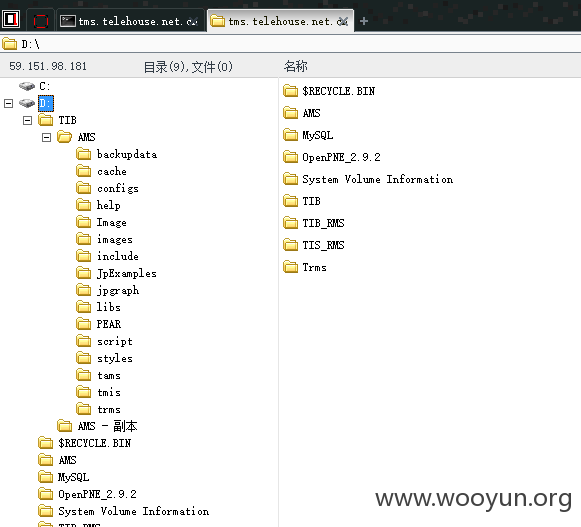 tms.telehouse.net.c
tms.telehouse.net.c
D:\
59.151.98.181
目录(9),文件(0)
名称
C:
D:
TIB
AMS
backupdata
cache
configs
help
Image
images
include
JpExamples
jpgraph
libs
PEAR
script
styles
tams
tmis
trms
AMS - 副本
$RECYCLE.BIN
AMS
MySQL
OpenPNE_2.9.2
System Volume Information
TIB_RMS
$RECYCLE.BIN
AMS
MySQL
OpenPNE_2.9.2
System Volume Information
TIB
TIB_RMS
TIS_RMS
Trms
www.wooyun.org